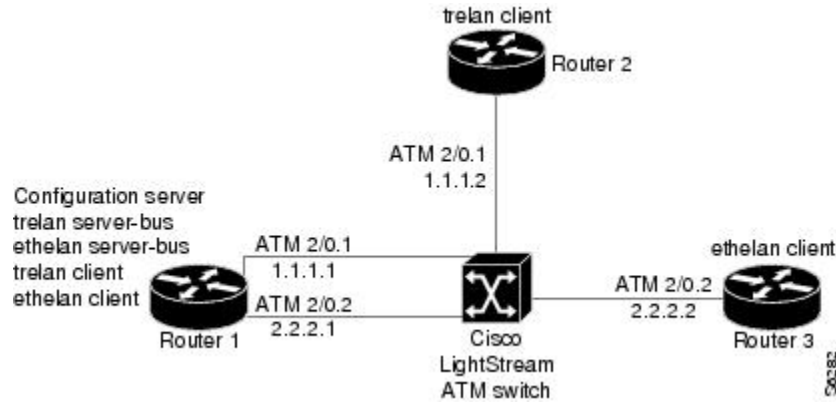 trelan client
Router 2
ATM 2/0.1
1.1.1.2
Configuration server
trelan server-bus
ethelan server-bus
trelan client
ethelan client
Router 1
ATM 2/0.1
1.1.1.1
ATM 2/0.2
2.2.2.1
Cisco
LightStream
ATM switch
ethelan client
ATM 2/0.2
2.2.2.2
Router 3
S6282